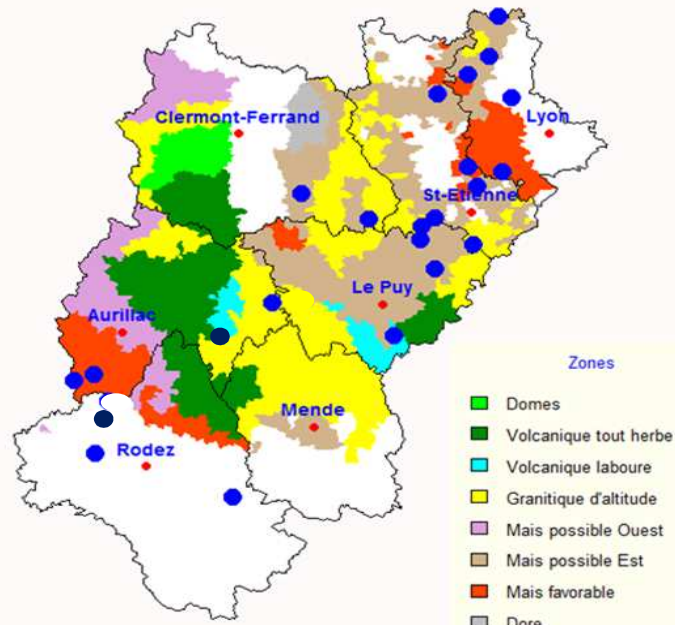 Clermont-Ferrand
Lyon
St-Etienne
Le Puy
Aurillac
Mende
Rodez
Zones
Domes
Volcanique tout herbe
Volcanique laboure
Granitique d'altitude
Mais possible Ouest
Mais possible Est
Mais favorable
Dore